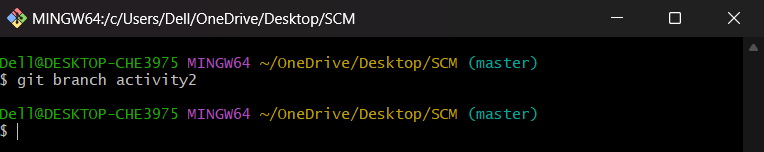 MINGW64:/c/Users/Dell/OneDrive/Desktop/SCM
Dell@DESKTOP-CHE3975 MINGW64 ~/OneDrive/Desktop/SCM (master)
$ git branch activity2
Dell@DESKTOP-CHE3975 MINGW64 ~/OneDrive/Desktop/SCM (master)
$